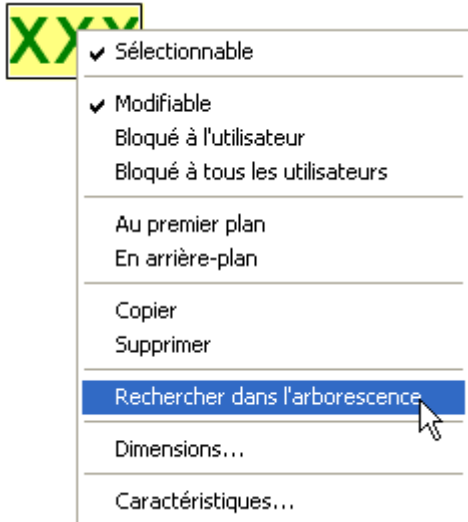 XXX
Sélectionnable
Modifiable
Bloqué à l'utilisateur
Bloqué à tous les utilisateurs
Au premier plan
En arrière-plan
Copier
Supprimer
Rechercher dans l'arborescence
Dimensions...
Caractéristiques...